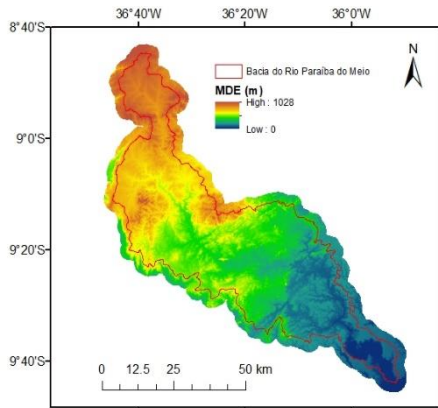 36°40'O 36°20'O 36°0'O
8°40'S
N
Bacia do Rio Paraíba do Meio
MDE (m)
High : 1028
Low : 0
9°0'S
9°20'S
9°40'S
0 12.5 25 50 km